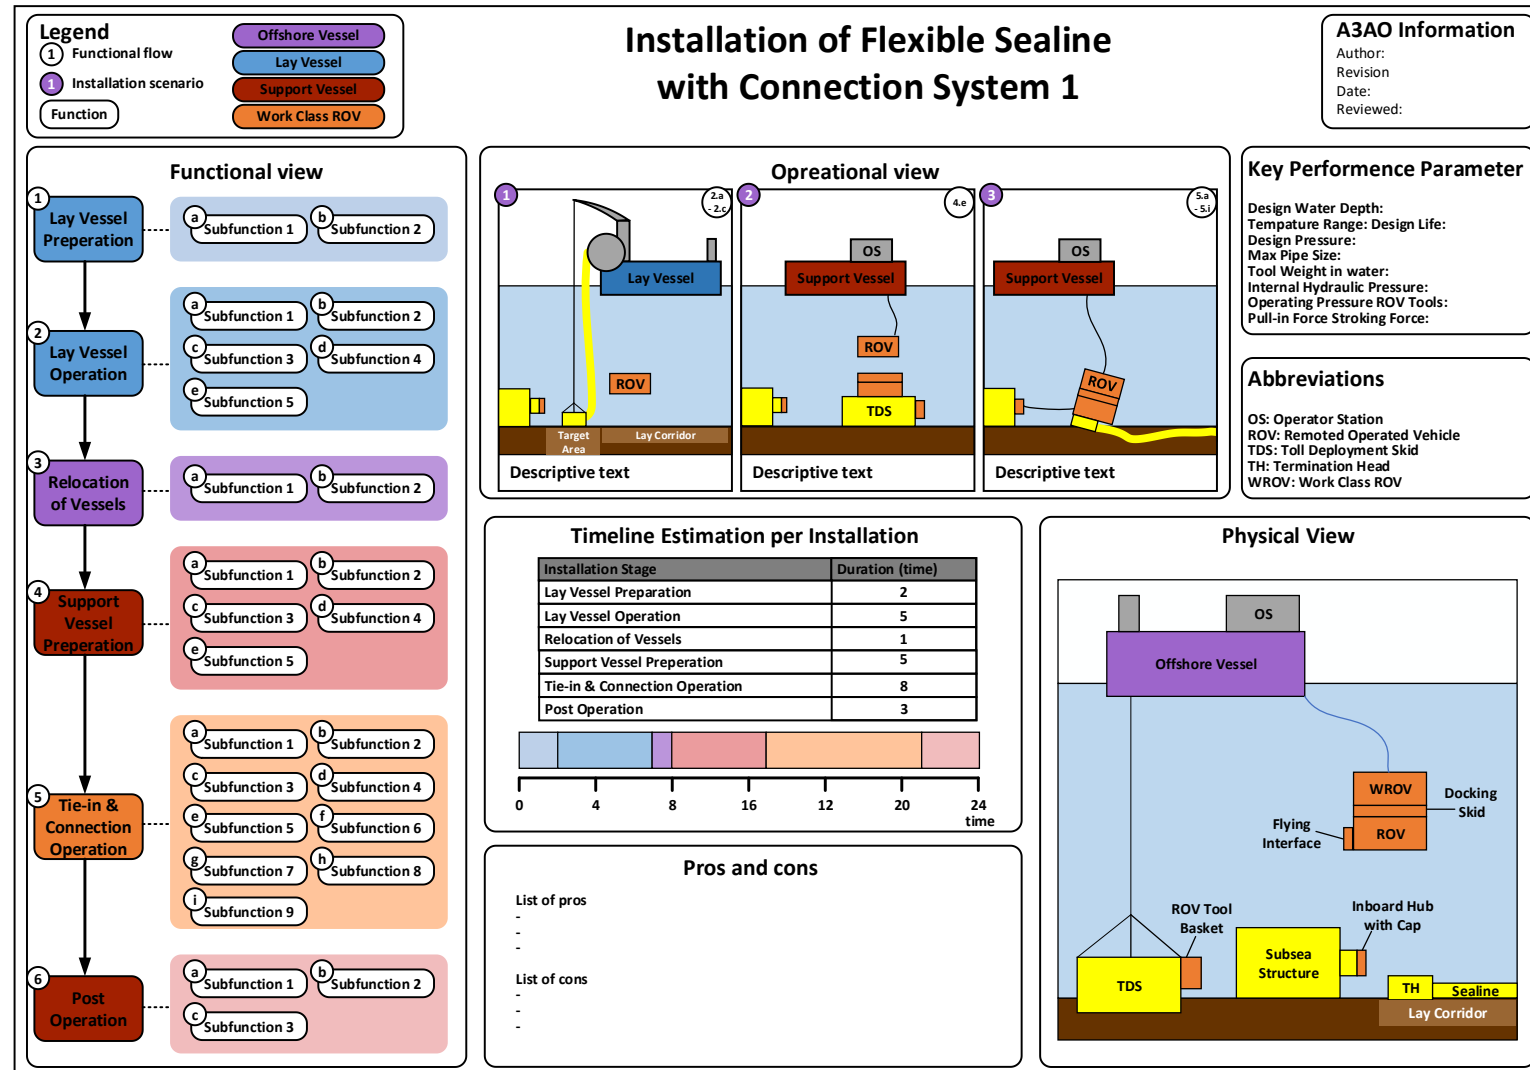 Legend
1 Functional flow
1 Installation scenario
Function
Offshore Vessel
Lay Vessel
Support Vessel
Work Class ROV
Installation of Flexible Sealine
with Connection System 1
A3AO Information
Author:
Revision
Date:
Reviewed:
Functional view
1
Lay Vessel
Preperation
a Subfunction 1
b Subfunction 2
2
Lay Vessel
Operation
a Subfunction 1
b Subfunction 2
c Subfunction 3
d Subfunction 4
e Subfunction 5
3
Relocation
of Vessels
a Subfunction 1
b Subfunction 2
4
Support
Vessel
Preperation
a Subfunction 1
b Subfunction 2
c Subfunction 3
d Subfunction 4
e Subfunction 5
5
Tie-in &
Connection
Operation
a Subfunction 1
b Subfunction 2
c Subfunction 3
d Subfunction 4
e Subfunction 5
f Subfunction 6
g Subfunction 7
h Subfunction 8
i Subfunction 9
6
Post
Operation
a Subfunction 1
b Subfunction 2
c Subfunction 3
Opreational view
1
2.a
- 2.c
Lay Vessel
ROV
Target
Area
Lay Corridor
Descriptive text
2
4.e
OS
Support Vessel
ROV
TDS
Descriptive text
3
5.a
- 5.i
OS
Support Vessel
ROV
Descriptive text
Key Performence Parameter
Design Water Depth:
Tempature Range: Design Life:
Design Pressure:
Max Pipe Size:
Tool Weight in water:
Internal Hydraulic Pressure:
Operating Pressure ROV Tools:
Pull-in Force Stroking Force:
Abbreviations
OS: Operator Station
ROV: Remoted Operated Vehicle
TDS: Toll Deployment Skid
TH: Termination Head
WROV: Work Class ROV
Timeline Estimation per Installation
Installation Stage Duration (time)
Lay Vessel Preparation 2
Lay Vessel Operation 5
Relocation of Vessels 1
Support Vessel Preperation 5
Tie-in & Connection Operation 8
Post Operation 3
0 4 8 16 12 20 24
time
Pros and cons
List of pros
-
-
-
List of cons
-
-
-
Physical View
OS
Offshore Vessel
WROV
ROV
Docking
Skid
Flying
Interface
ROV Tool
Basket
TDS
Subsea
Structure
Inboard Hub
with Cap
TH
Sealine
Lay Corridor